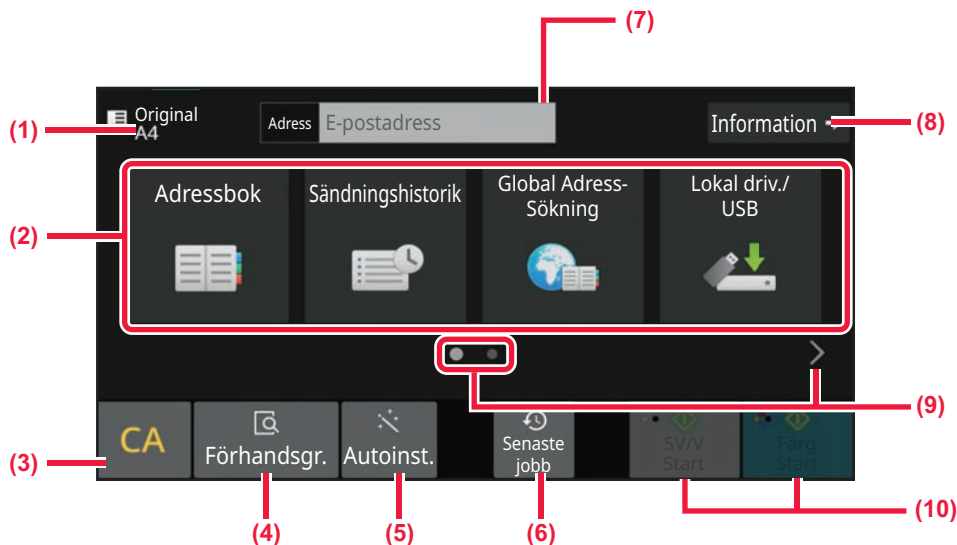 (7)
Original
A4
Adress E-postadress
Information
(1)
(8)
Adressbok
Sändningshistorik
Global Adress-
Sökning
Lokal driv./
USB
(2)
(9)
CA
Förhandsgr.
Autoinst.
Senaste
jobb
SV/V
Start
Färg
Start
(3)
(4)
(5)
(6)
(10)